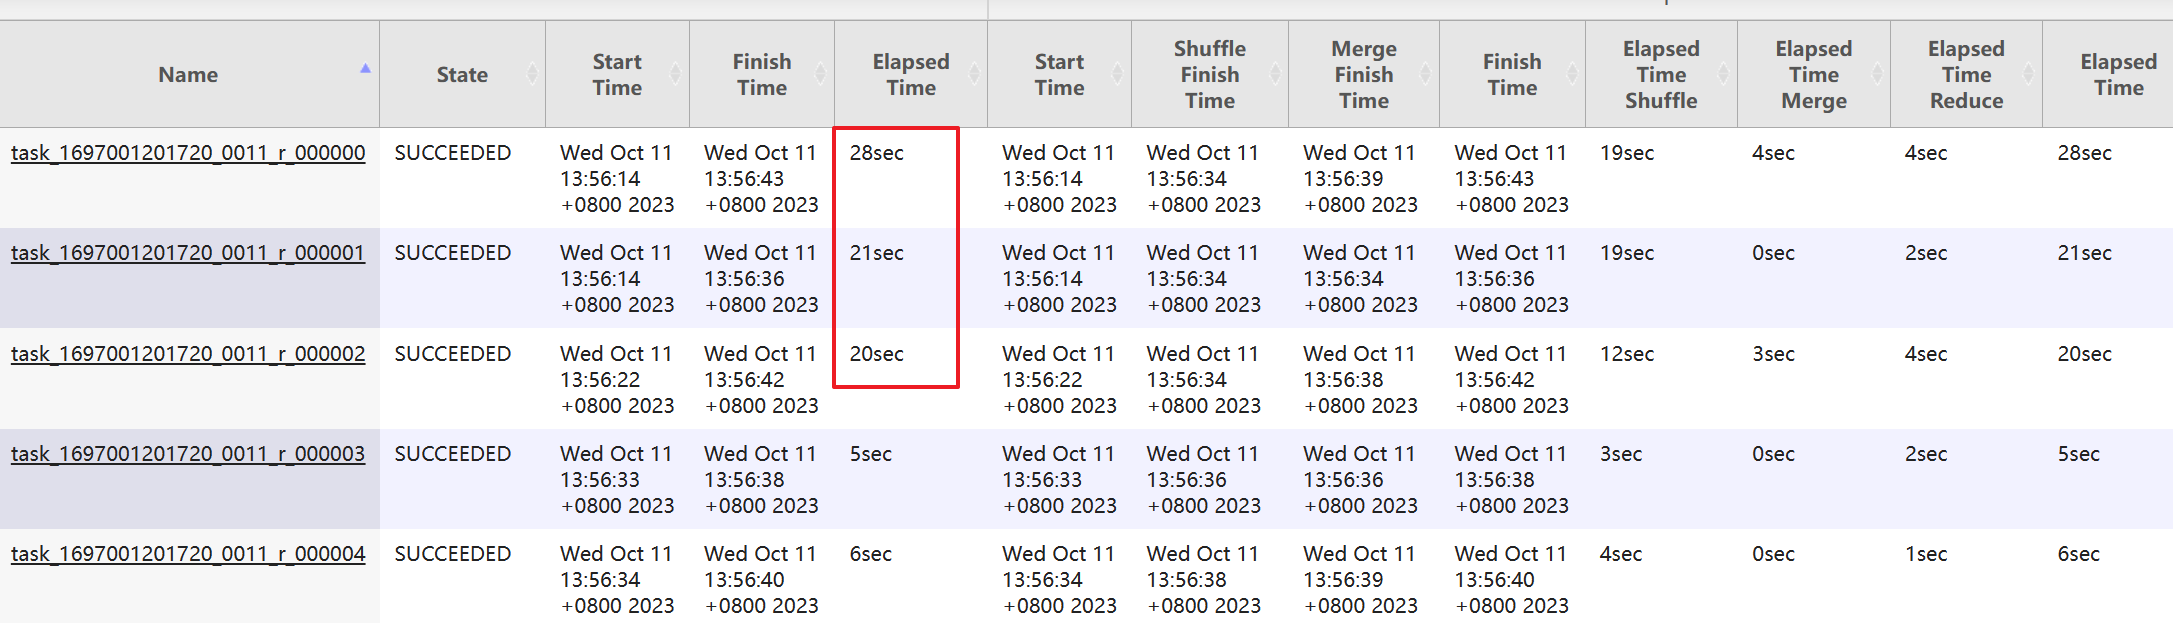 Name State Start Time Finish Time Elapsed Time Start Time Shuffle Finish Time Merge Finish Time Finish Time Elapsed Time Shuffle Elapsed Time Merge Elapsed Time Reduce Elapsed Time
task_1697001201720_0011_r_000000 SUCCEEDED Wed Oct 11 Wed Oct 11 28sec Wed Oct 11 Wed Oct 11 Wed Oct 11 Wed Oct 11 19sec 4sec 4sec 28sec
13:56:14 13:56:43 13:56:14 13:56:34 13:56:39 13:56:43
+0800 2023 +0800 2023 +0800 2023 +0800 2023 +0800 2023 +0800 2023
task_1697001201720_0011_r_000001 SUCCEEDED Wed Oct 11 Wed Oct 11 21sec Wed Oct 11 Wed Oct 11 Wed Oct 11 Wed Oct 11 19sec 0sec 2sec 21sec
13:56:14 13:56:36 13:56:14 13:56:34 13:56:34 13:56:36
+0800 2023 +0800 2023 +0800 2023 +0800 2023 +0800 2023 +0800 2023
task_1697001201720_0011_r_000002 SUCCEEDED Wed Oct 11 Wed Oct 11 20sec Wed Oct 11 Wed Oct 11 Wed Oct 11 Wed Oct 11 12sec 3sec 4sec 20sec
13:56:22 13:56:42 13:56:22 13:56:34 13:56:38 13:56:42
+0800 2023 +0800 2023 +0800 2023 +0800 2023 +0800 2023 +0800 2023
task_1697001201720_0011_r_000003 SUCCEEDED Wed Oct 11 Wed Oct 11 5sec Wed Oct 11 Wed Oct 11 Wed Oct 11 Wed Oct 11 3sec 0sec 2sec 5sec
13:56:33 13:56:38 13:56:33 13:56:36 13:56:36 13:56:38
+0800 2023 +0800 2023 +0800 2023 +0800 2023 +0800 2023 +0800 2023
task_1697001201720_0011_r_000004 SUCCEEDED Wed Oct 11 Wed Oct 11 6sec Wed Oct 11 Wed Oct 11 Wed Oct 11 Wed Oct 11 4sec 0sec 1sec 6sec
13:56:34 13:56:40 13:56:34 13:56:38 13:56:39 13:56:40
+0800 2023 +0800 2023 +0800 2023 +0800 2023 +0800 2023 +0800 2023